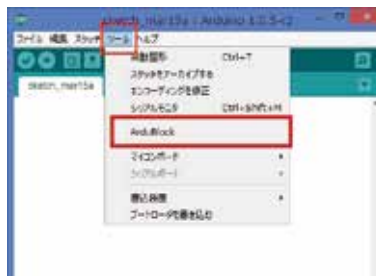 sketch_mar15a | Arduino 1.0.5-r2
ファイル 編集 スケッチ ツール ヘルプ
自動整形 Ctrl+T
スケッチをアーカイブする
エンコーディングを修正
シリアルモニタ Ctrl+Shift+M
sketch_mar15a
ArduBlock
マイコンボード
シリアルポート
書込装置
ブートローダを書き込む